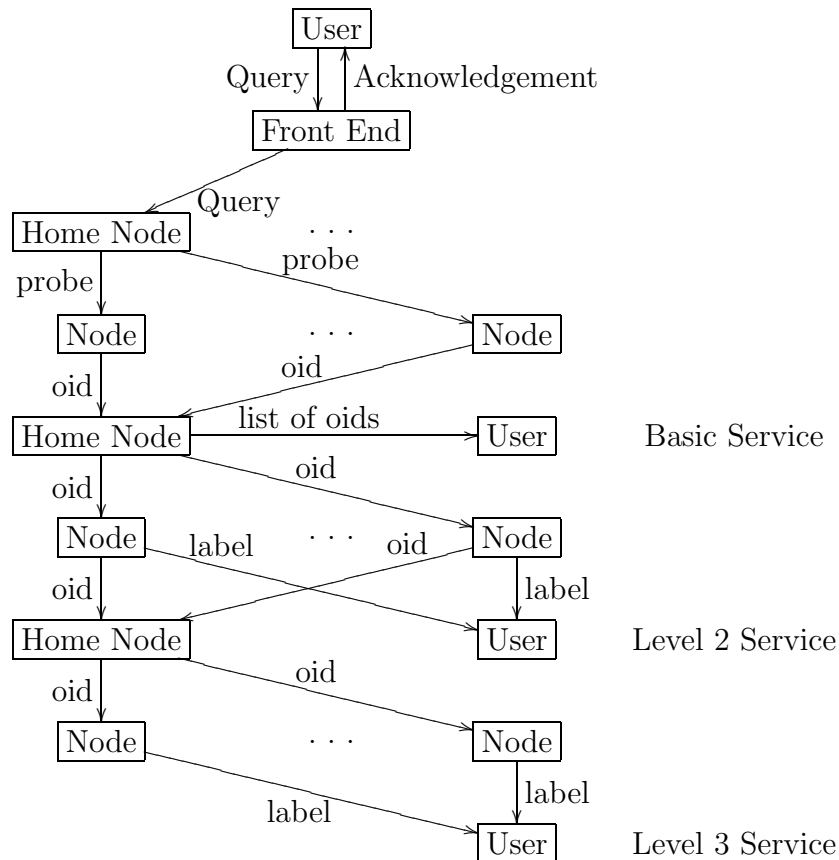 User
Query
Acknowledgement
Front End
Query
Home Node
. . .
probe
probe
Node
. . .
Node
oid
oid
Home Node
list of oids
User
Basic Service
oid
oid
Node
label
. . .
oid
Node
oid
label
Home Node
User
Level 2 Service
oid
oid
Node
. . .
Node
label
label
User
Level 3 Service